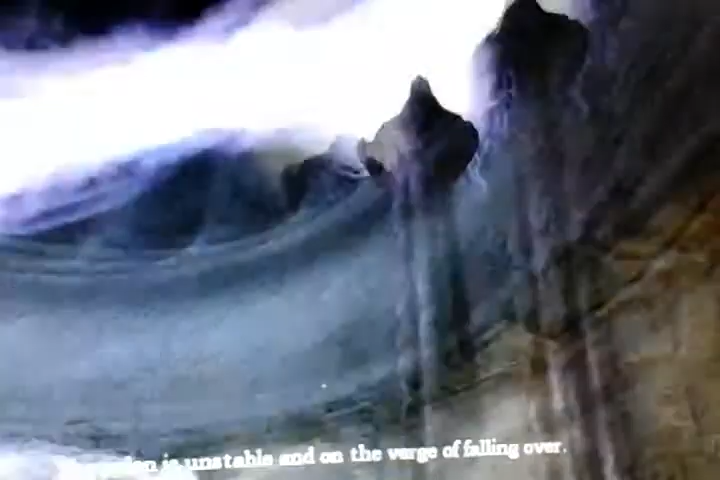 is unstable and on the verge of falling over.